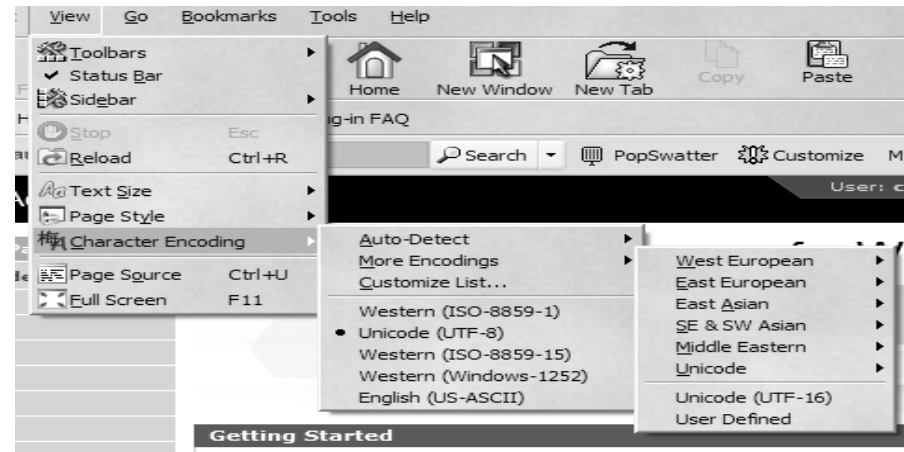 View Go Bookmarks Tools Help
Toolbars
Status Bar
Sidebar
Stop Esc
Reload Ctrl+R
Text Size
Page Style
Character Encoding
Page Source Ctrl+U
Full Screen F11
Home New Window New Tab Copy Paste
g-in FAQ
Search PopSwatter Customize M
User: c
Auto-Detect
More Encodings
Customize List...
Western (ISO-8859-1)
Unicode (UTF-8)
Western (ISO-8859-15)
Western (Windows-1252)
English (US-ASCII)
West European
East European
East Asian
SE & SW Asian
Middle Eastern
Unicode
Unicode (UTF-16)
User Defined
Getting Started